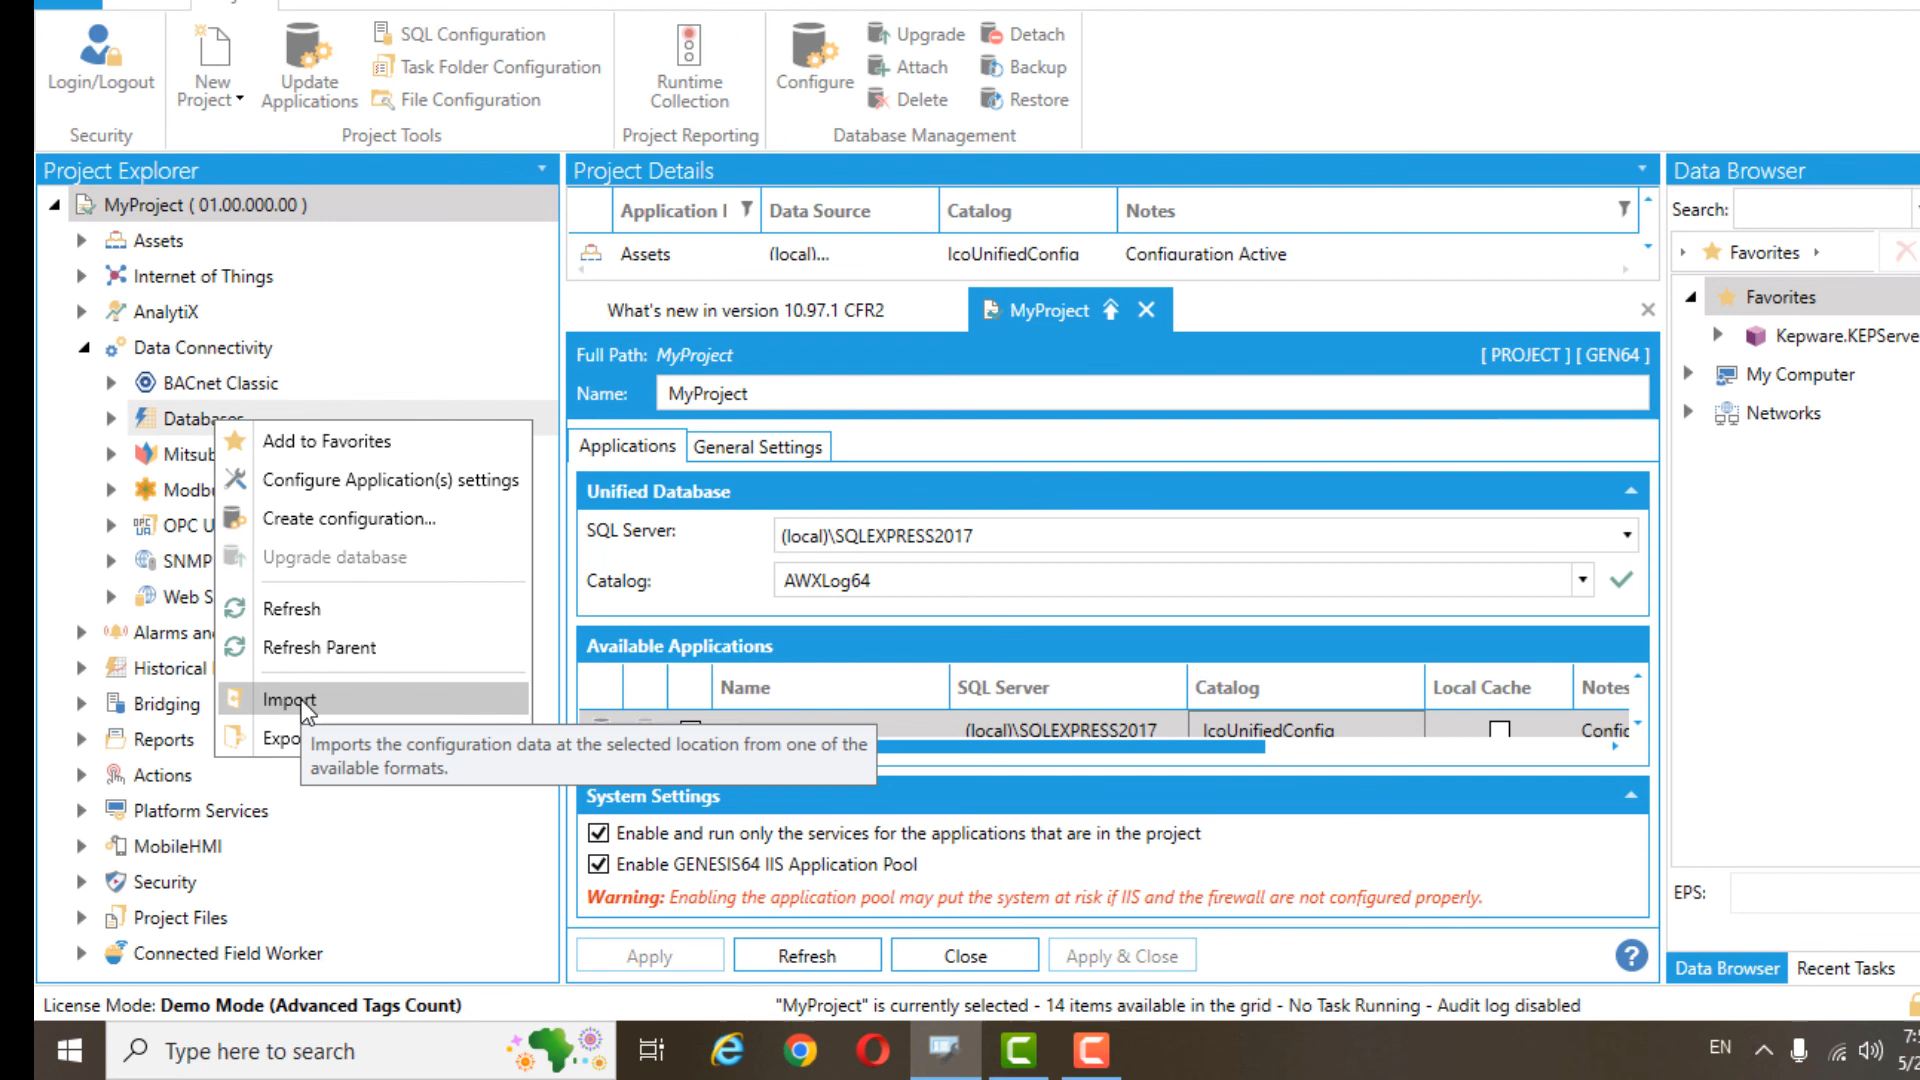 Login/Logout
New Project
Update Applications
SQL Configuration
Task Folder Configuration
File Configuration
Runtime Collection
Configure
Upgrade
Attach
Delete
Detach
Backup
Restore
Security
Project Tools
Project Reporting
Database Management
Project Explorer
MyProject ( 01.00.000.00 )
Assets
Internet of Things
AnalytiX
Data Connectivity
BACnet Classic
Databases
Mitsub
Modbu
OPC U
SNMP
Web S
Alarms an
Historical
Bridging
Reports
Actions
Platform Services
MobileHMI
Security
Project Files
Connected Field Worker
Add to Favorites
Configure Application(s) settings
Create configuration...
Upgrade database
Refresh
Refresh Parent
Import
Expo
Imports the configuration data at the selected location from one of the
available formats.
Project Details
Application I
Data Source
Catalog
Notes
Assets
(local)...
IcoUnifiedConfig
Configuration Active
What's new in version 10.97.1 CFR2
MyProject
Full Path: MyProject
[ PROJECT ] [ GEN64 ]
Name: MyProject
Applications
General Settings
Unified Database
SQL Server: (local)\SQLEXPRESS2017
Catalog: AWXLog64
Available Applications
Name
SQL Server
Catalog
Local Cache
Notes
(local)\SQLEXPRESS2017
IcoUnifiedConfig
Config
System Settings
Enable and run only the services for the applications that are in the project
Enable GENESIS64 IIS Application Pool
Warning: Enabling the application pool may put the system at risk if IIS and the firewall are not configured properly.
Apply
Refresh
Close
Apply & Close
?
Data Browser
Search:
Favorites
Favorites
Kepware.KEPServe
My Computer
Networks
EPS:
Data Browser
Recent Tasks
License Mode: Demo Mode (Advanced Tags Count)
"MyProject" is currently selected - 14 items available in the grid - No Task Running - Audit log disabled
Type here to search
EN